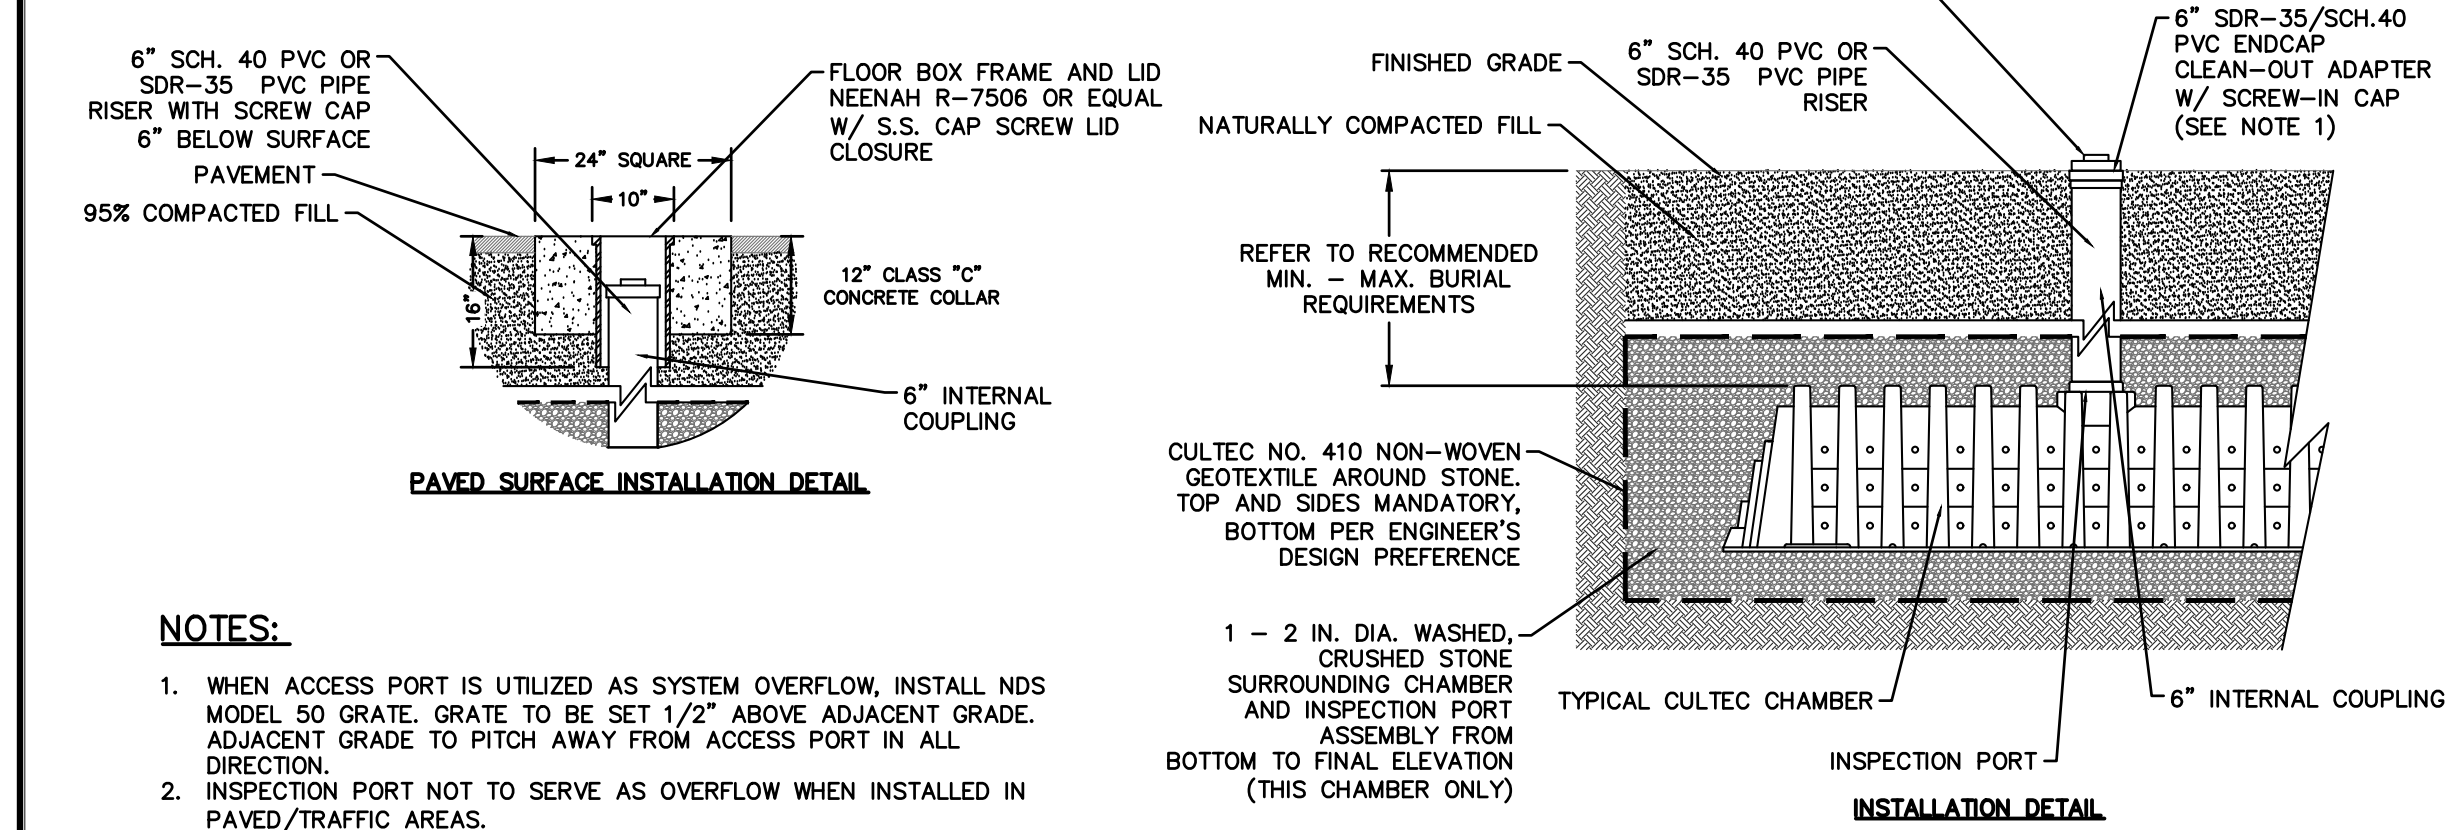 6" SCH. 40 PVC OR
SDR-35 PVC PIPE
RISER WITH SCREW CAP
6" BELOW SURFACE
PAVEMENT
95% COMPACTED FILL
FLOOR BOX FRAME AND LID
NEENAH R-7506 OR EQUAL
W/ S.S. CAP SCREW LID
CLOSURE
24" SQUARE
10"
16"
12" CLASS "C"
CONCRETE COLLAR
6" INTERNAL
COUPLING
PAVED SURFACE INSTALLATION DETAIL
NOTES:
1. WHEN ACCESS PORT IS UTILIZED AS SYSTEM OVERFLOW, INSTALL NDS
MODEL 50 GRATE. GRATE TO BE SET 1/2" ABOVE ADJACENT GRADE.
ADJACENT GRADE TO PITCH AWAY FROM ACCESS PORT IN ALL
DIRECTION.
2. INSPECTION PORT NOT TO SERVE AS OVERFLOW WHEN INSTALLED IN
PAVED/TRAFFIC AREAS.
FINISHED GRADE
NATURALLY COMPACTED FILL
6" SCH. 40 PVC OR
SDR-35 PVC PIPE
RISER
6" SDR-35/SCH.40
PVC ENDCAP
CLEAN-OUT ADAPTER
W/ SCREW-IN CAP
(SEE NOTE 1)
REFER TO RECOMMENDED
MIN. - MAX. BURIAL
REQUIREMENTS
CULTEC NO. 410 NON-WOVEN
GEOTEXTILE AROUND STONE.
TOP AND SIDES MANDATORY,
BOTTOM PER ENGINEER'S
DESIGN PREFERENCE
1 - 2 IN. DIA. WASHED,
CRUSHED STONE
SURROUNDING CHAMBER
AND INSPECTION PORT
ASSEMBLY FROM
BOTTOM TO FINAL ELEVATION
(THIS CHAMBER ONLY)
TYPICAL CULTEC CHAMBER
6" INTERNAL COUPLING
INSPECTION PORT
INSTALLATION DETAIL